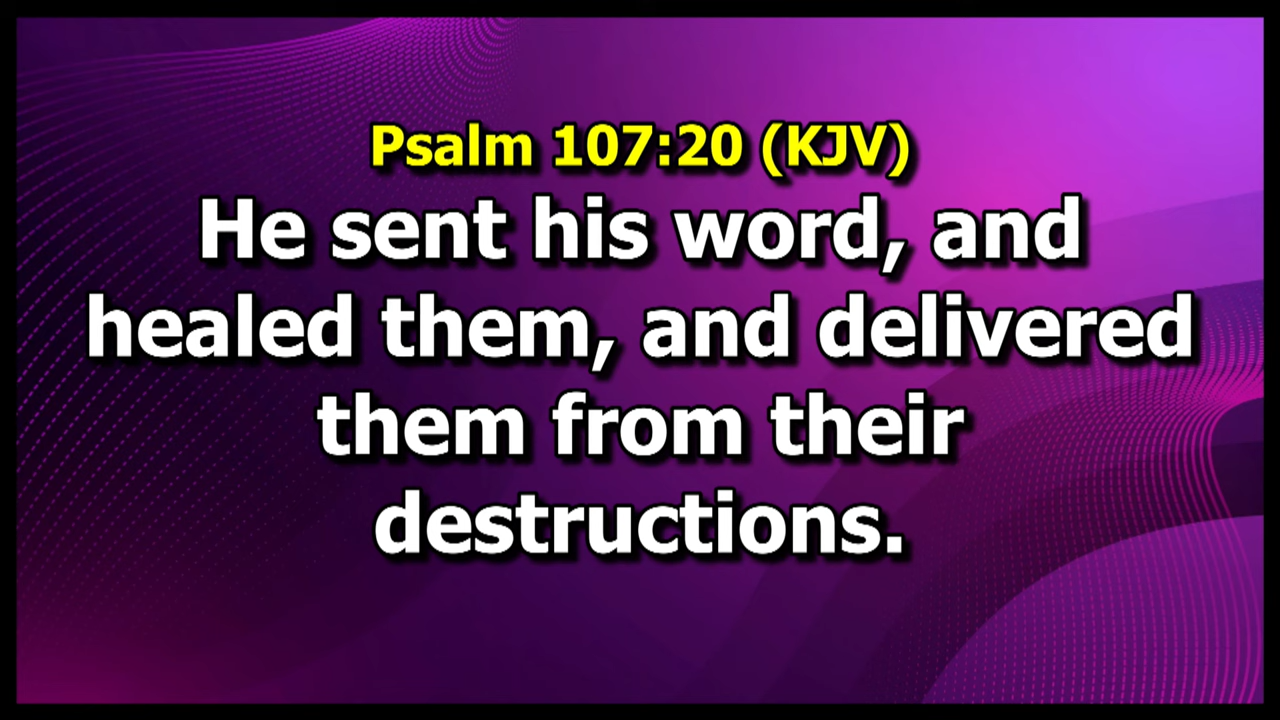 Psalm 107:20 (KJV)
He sent his word, and
healed them, and delivered
them from their
destructions.